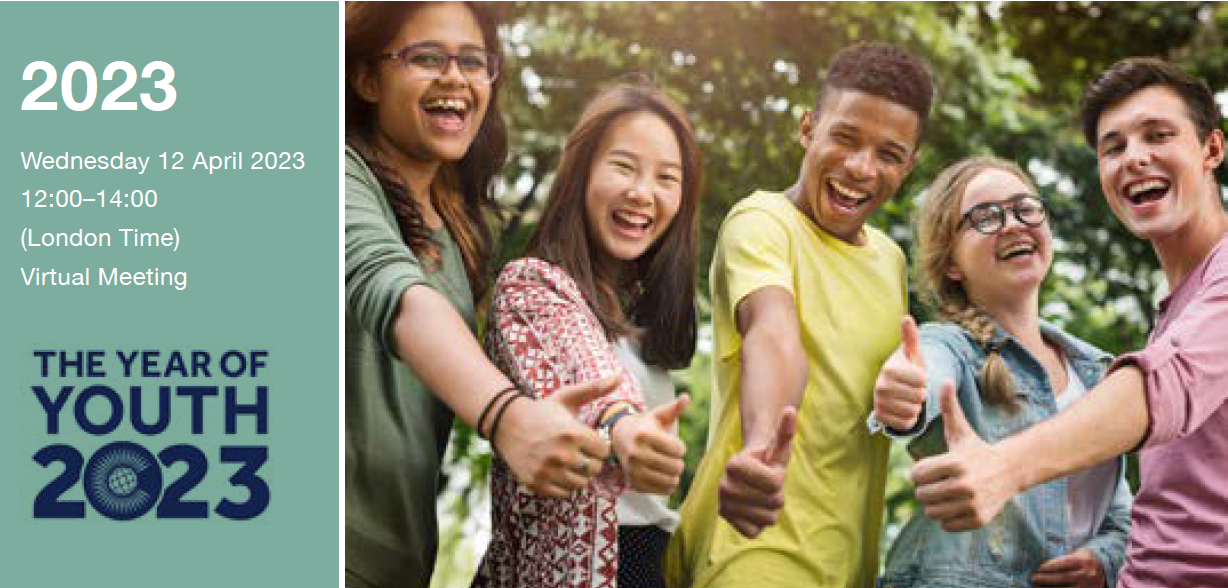 2023
Wednesday 12 April 2023
12:00–14:00
(London Time)
Virtual Meeting
THE YEAR OF
YOUTH
2023